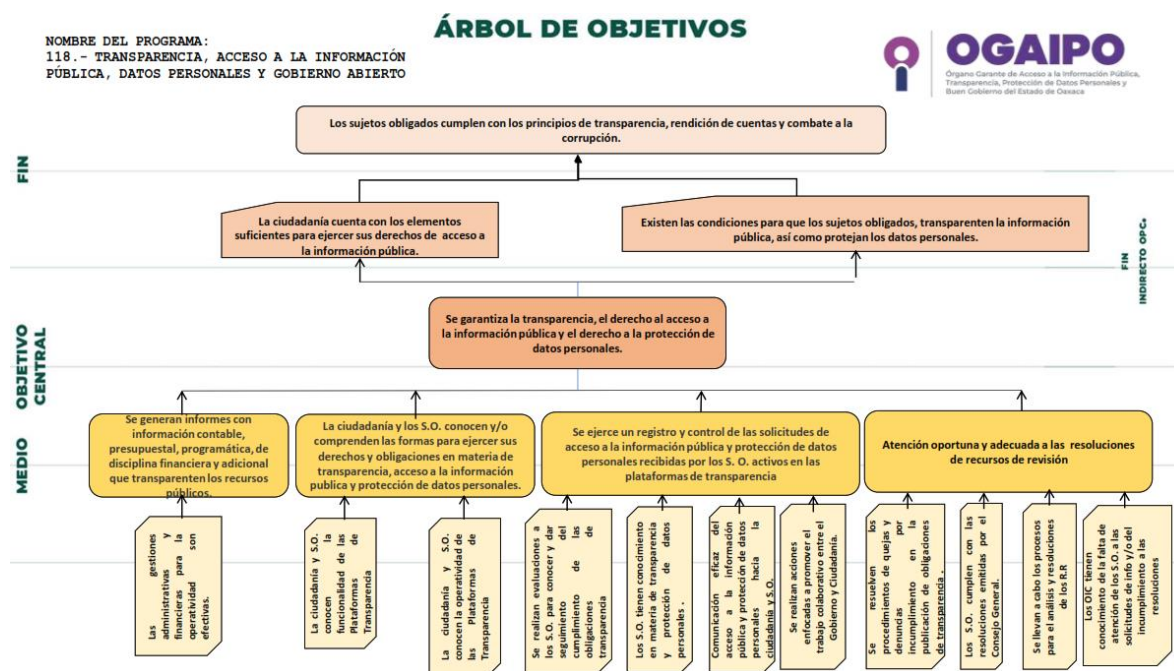 ÁRBOL DE OBJETIVOS
NOMBRE DEL PROGRAMA:
118.- TRANSPARENCIA, ACCESO A LA INFORMACIÓN
PÚBLICA, DATOS PERSONALES Y GOBIERNO ABIERTO
OGAIPO
Órgano Garante de Acceso a la Información Pública,
Transparencia, Protección de Datos Personales y
Buen Gobierno del Estado de Oaxaca
FIN
Los sujetos obligados cumplen con los principios de transparencia, rendición de cuentas y combate a la
corrupción.
La ciudadanía cuenta con los elementos
suficientes para ejercer sus derechos de acceso a
la información pública.
Existen las condiciones para que los sujetos obligados, transparenten la información
pública, así como protejan los datos personales.
FIN
INDIRECTO OPC*
OBJETIVO
CENTRAL
Se garantiza la transparencia, el derecho al acceso a
la información pública y el derecho a la protección de
datos personales.
MEDIO
Se generan informes con
información contable,
presupuestal, programática, de
disciplina financiera y adicional
que transparenten los recursos
públicos.
La ciudadanía y los S.O. conocen y/o
comprenden las formas para ejercer sus
derechos y obligaciones en materia de
transparencia, acceso a la información
publica y protección de datos personales.
Se ejerce un registro y control de las solicitudes de
acceso a la información pública y protección de datos
personales recibidas por los S. O. activos en las
plataformas de transparencia
Atención oportuna y adecuada a las resoluciones
de recursos de revisión
Las gestiones
administrativas y
financieras para la
operatividad son
efectivas.
La ciudadanía y S.O.
conocen la
funcionalidad de las
Plataformas de
Transparencia
La ciudadanía y S.O.
conocen la operatividad de
las Plataformas de
Transparencia
Se realizan evaluaciones a
los S.O. para conocer y dar
seguimiento del
cumplimiento de las
obligaciones de
transparencia
Los S.O. tienen conocimiento
en materia de transparencia
y protección de datos
personales .
Comunicación eficaz del
acceso a la información
pública y protección de datos
personales hacia la
ciudadanía y S.O.
Se realizan acciones
enfocadas a promover el
trabajo colaborativo entre el
Gobierno y Ciudadanía.
Se resuelven los
procedimientos de quejas y
denuncias por
incumplimiento en la
publicación de obligaciones
de transparencia .
Los S.O. cumplen con las
resoluciones emitidas por el
Consejo General.
Se llevan a cabo los procesos
para el análisis y resoluciones
de los R.R
Los OIC tienen
conocimiento de la falta de
atención de los S.O. a las
solicitudes de info y/o del
incumplimiento a las
resoluciones